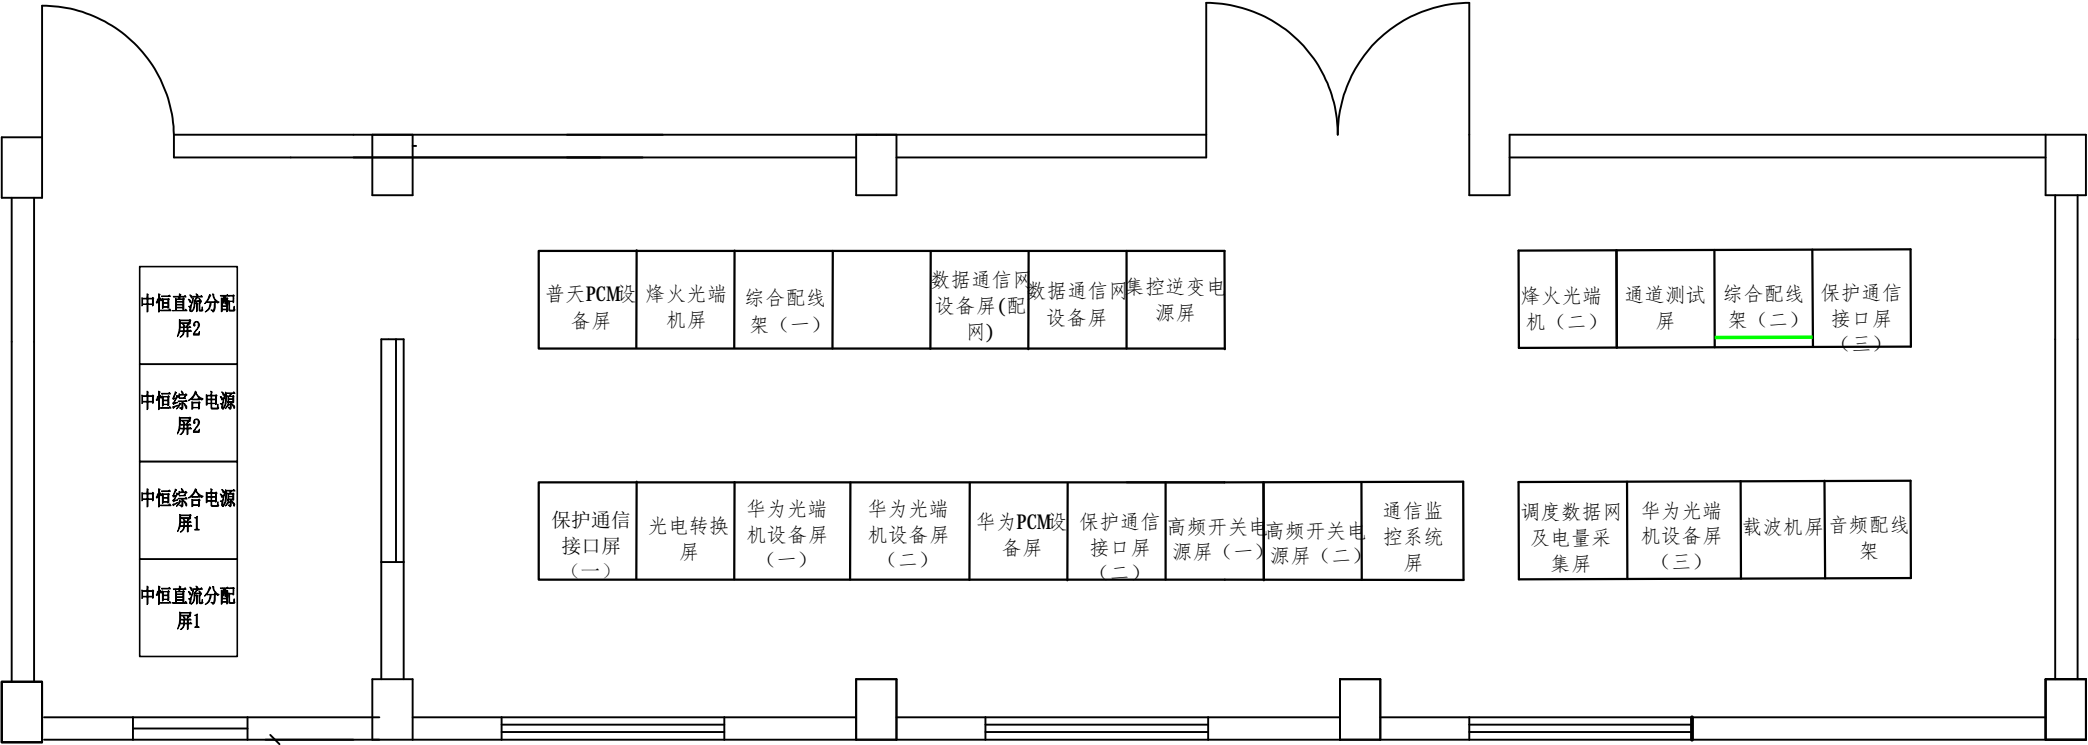 中恒直流分配
屏2
中恒综合电源
屏2
中恒综合电源
屏1
中恒直流分配
屏1
普天PCM设
备屏
烽火光端
机屏
综合配线
架（一）
数据通信网
设备屏(配
网)
数据通信网
设备屏
集控逆变电
源屏
烽火光端
机（二）
通道测试
屏
综合配线
架（二）
保护通信
接口屏
（三）
保护通信
接口屏
（一）
光电转换
屏
华为光端
机设备屏
（一）
华为光端
机设备屏
（二）
华为PCM设
备屏
保护通信
接口屏
（二）
高频开关电
源屏（一）
高频开关电
源屏（二）
通信监
控系统
屏
调度数据网
及电量采
集屏
华为光端
机设备屏
（三）
载波机屏
音频配线
架